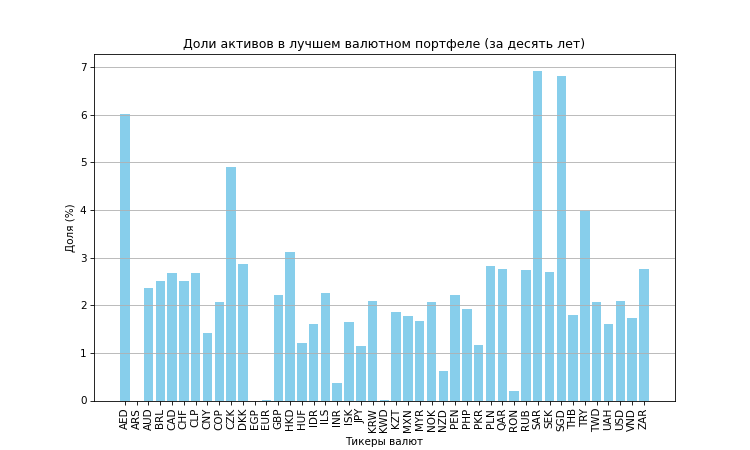 Доли активов в лучшем валютном портфеле (за десять лет)
7
6
5
4
3
2
1
0
Доля (%)
AED ARS AUD BRL CAD CHF CLP CNY COP CZK DKK EGP EUR GBP HKD HUF IDR ILS INR ISK JPY KRW KWD KZT MXN MYR NOK NZD PEN PHP PKR PLN QAR RON RUB SAR SEK SGD THB TRY TWD UAH USD VND ZAR
Тикеры валют